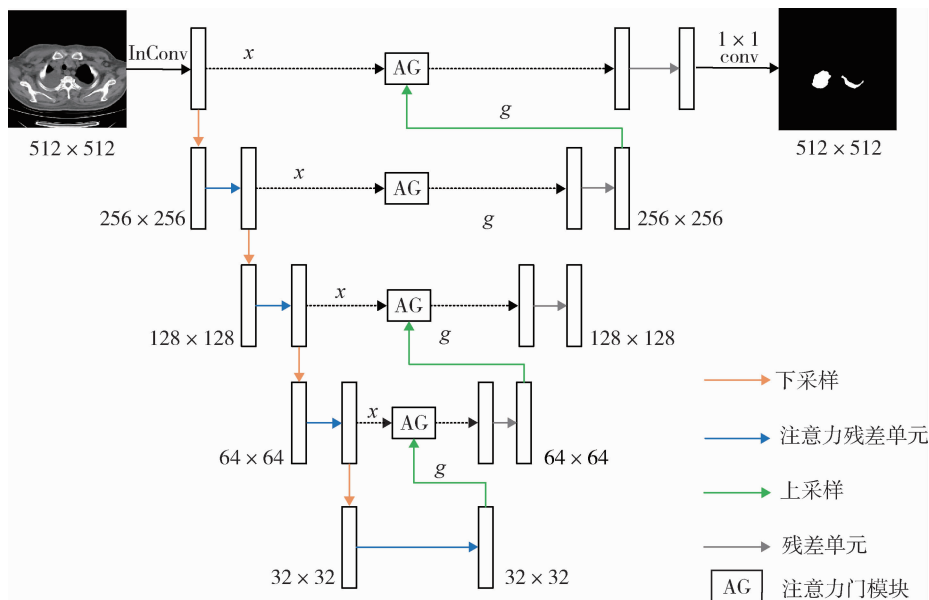 InConv
x
AG
1 × 1
conv
g
512 × 512
512 × 512
x
AG
256 × 256
g
256 × 256
x
AG
128 × 128
g
128 × 128
下采样
x
AG
注意力残差单元
64 × 64
64 × 64
g
上采样
残差单元
32 × 32
32 × 32
AG
注意力门模块